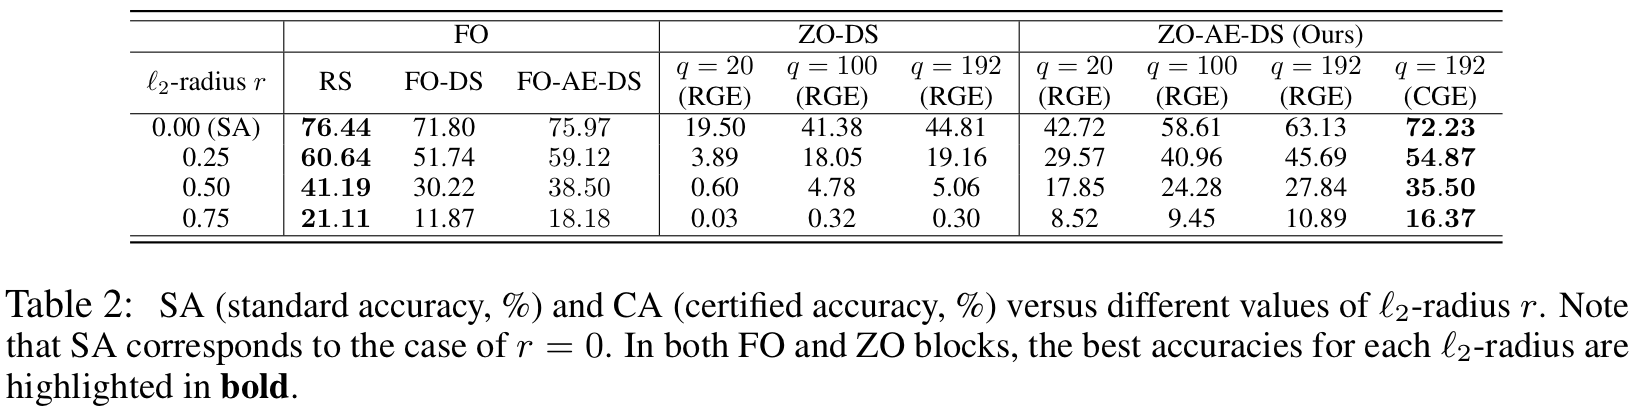 FO ZO-DS ZO-AE-DS (Ours)
ℓ₂-radius r RS FO-DS FO-AE-DS q = 20 (RGE) q = 100 (RGE) q = 192 (RGE) q = 20 (RGE) q = 100 (RGE) q = 192 (RGE) q = 192 (CGE)
0.00 (SA) 76.44 71.80 75.97 19.50 41.38 44.81 42.72 58.61 63.13 72.23
0.25 60.64 51.74 59.12 3.89 18.05 19.16 29.57 40.96 45.69 54.87
0.50 41.19 30.22 38.50 0.60 4.78 5.06 17.85 24.28 27.84 35.50
0.75 21.11 11.87 18.18 0.03 0.32 0.30 8.52 9.45 10.89 16.37
Table 2: SA (standard accuracy, %) and CA (certified accuracy, %) versus different values of ℓ₂-radius r. Note
that SA corresponds to the case of r = 0. In both FO and ZO blocks, the best accuracies for each ℓ₂-radius are
highlighted in bold.